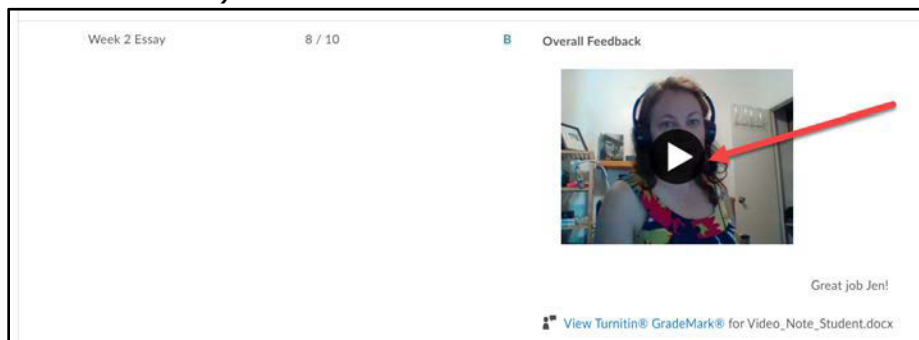 Week 2 Essay 8 / 10 B Overall Feedback
Great job Jen!
View Turnitin® GradeMark® for Video_Note_Student.docx